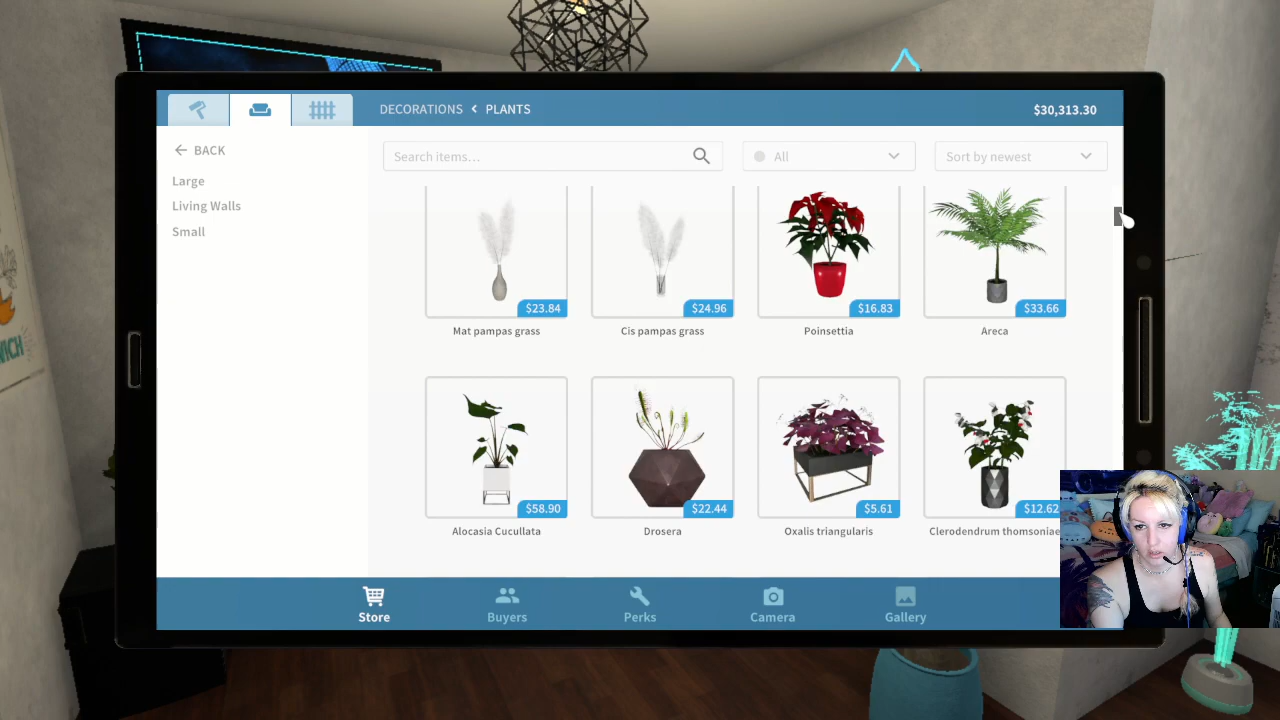 DECORATIONS < PLANTS
$30,313.30
BACK
Search items...
All
Sort by newest
Large
Living Walls
Small
$23.84
$24.96
$16.83
$33.66
Mat pampas grass
Cis pampas grass
Poinsettia
Areca
$58.90
$22.44
$5.61
$12.62
Alocasia Cucullata
Drosera
Oxalis triangularis
Clerodendrum thomsoniae
Store
Buyers
Perks
Camera
Gallery